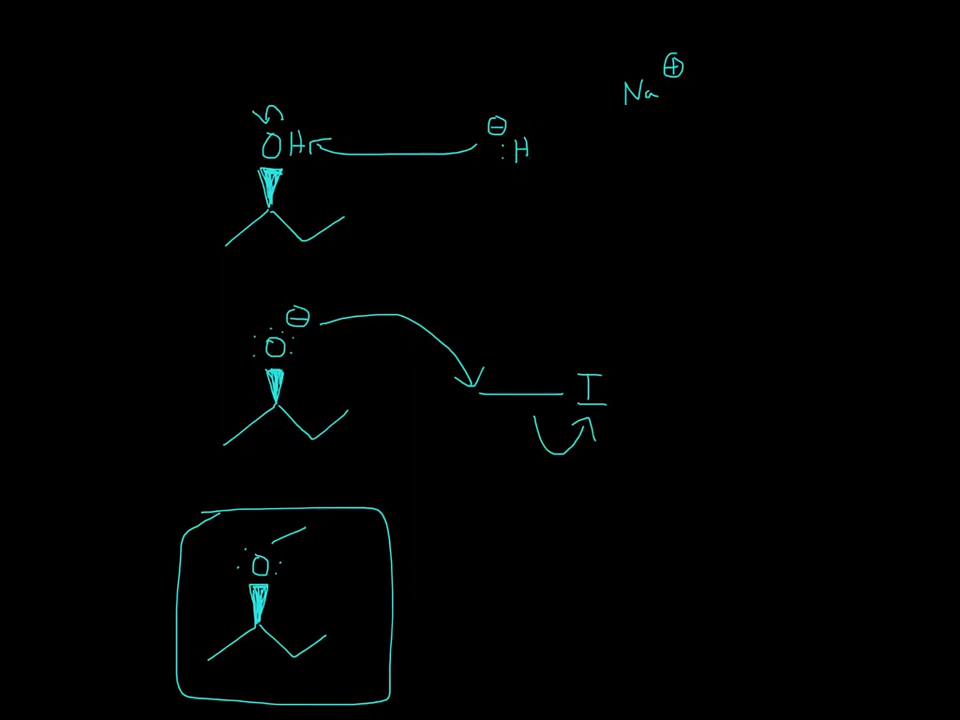 Na ⊕
OH ⊖ :H
⊖
:O:
I
:O: